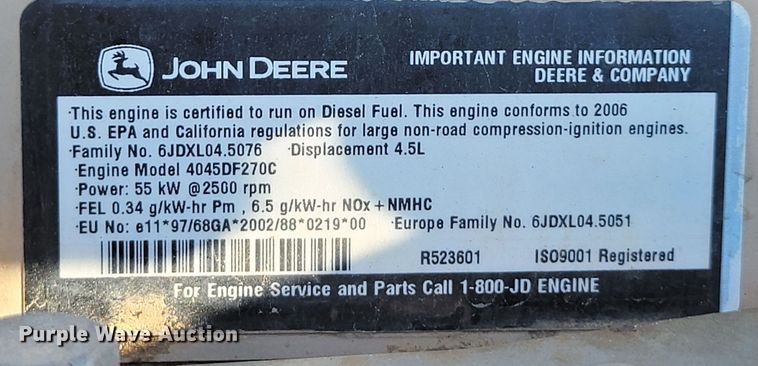 JOHN DEERE
IMPORTANT ENGINE INFORMATION
DEERE & COMPANY
·This engine is certified to run on Diesel Fuel. This engine conforms to 2006
U.S. EPA and California regulations for large non-road compression-ignition engines.
·Family No. 6JDXL04.5076 ·Displacement 4.5L
·Engine Model 4045DF270C
·Power: 55 kW @2500 rpm
·FEL 0.34 g/kW-hr Pm , 6.5 g/kW-hr NOx + NMHC
·EU No: e11*97/68GA*2002/88*0219*00 ·Europe Family No. 6JDXL04.5051
R523601 ISO9001 Registered
For Engine Service and Parts Call 1-800-JD ENGINE
Purple Wave Auction